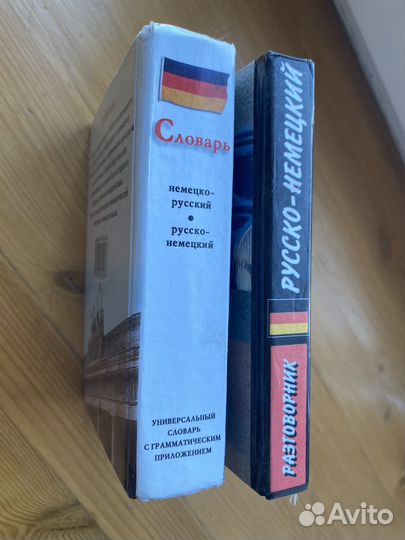 Словарь
немецко-
русский
•
русско-
немецкий
УНИВЕРСАЛЬНЫЙ
СЛОВАРЬ
С ГРАММАТИЧЕСКИМ
ПРИЛОЖЕНИЕМ
РУССКО-НЕМЕЦКИЙ
РАЗГОВОРНИК
Avito